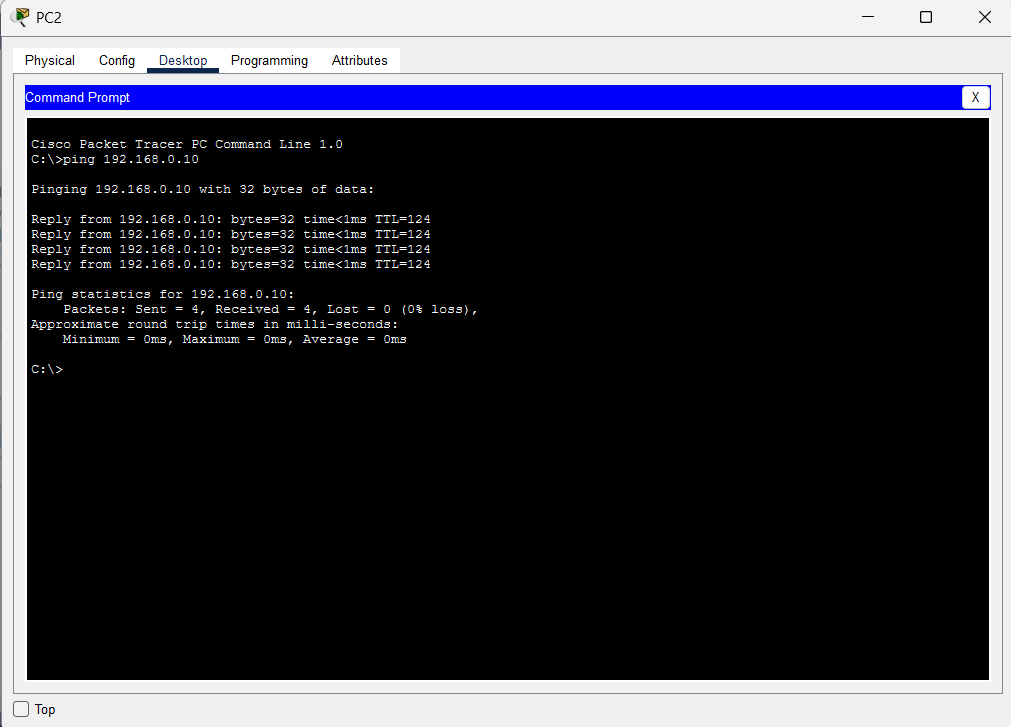 PC2
Physical Config Desktop Programming Attributes
Command Prompt
X
Cisco Packet Tracer PC Command Line 1.0
C:\>ping 192.168.0.10
Pinging 192.168.0.10 with 32 bytes of data:
Reply from 192.168.0.10: bytes=32 time<1ms TTL=124
Reply from 192.168.0.10: bytes=32 time<1ms TTL=124
Reply from 192.168.0.10: bytes=32 time<1ms TTL=124
Reply from 192.168.0.10: bytes=32 time<1ms TTL=124
Ping statistics for 192.168.0.10:
    Packets: Sent = 4, Received = 4, Lost = 0 (0% loss),
Approximate round trip times in milli-seconds:
    Minimum = 0ms, Maximum = 0ms, Average = 0ms
C:\>
Top